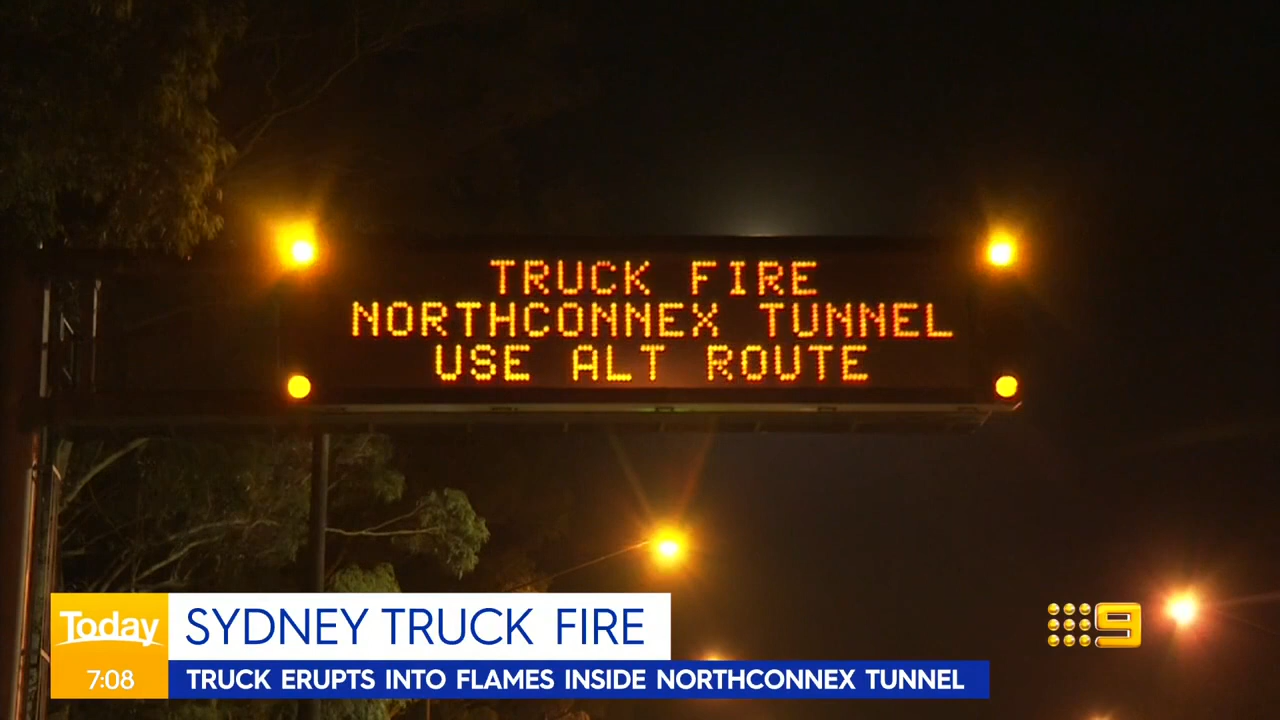 TRUCK FIRE
NORTHCONNEX TUNNEL
USE ALT ROUTE
Today
SYDNEY TRUCK FIRE
7:08
TRUCK ERUPTS INTO FLAMES INSIDE NORTHCONNEX TUNNEL
9